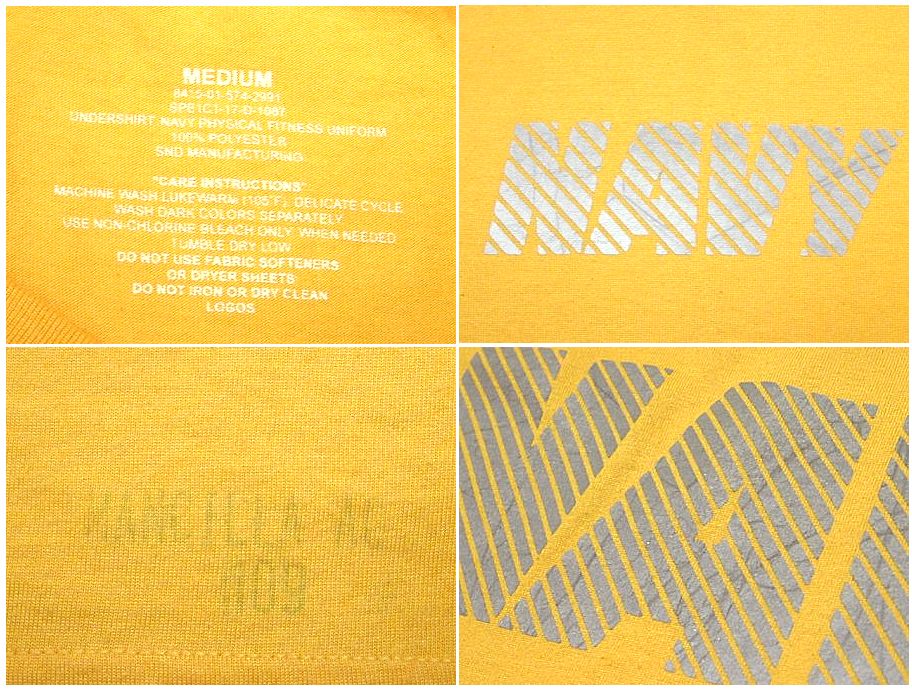 MEDIUM
8415-01-574-2991
SPE1C1-17-D-1087
UNDERSHIRT NAVY PHYSICAL FITNESS UNIFORM
100% POLYESTER
SND MANUFACTURING
"CARE INSTRUCTIONS"
MACHINE WASH LUKEWARM (105°F), DELICATE CYCLE
WASH DARK COLORS SEPARATELY
USE NON-CHLORINE BLEACH ONLY WHEN NEEDED
TUMBLE DRY LOW
DO NOT USE FABRIC SOFTENERS
OR DRYER SHEETS
DO NOT IRON OR DRY CLEAN
LOGOS
NAVY